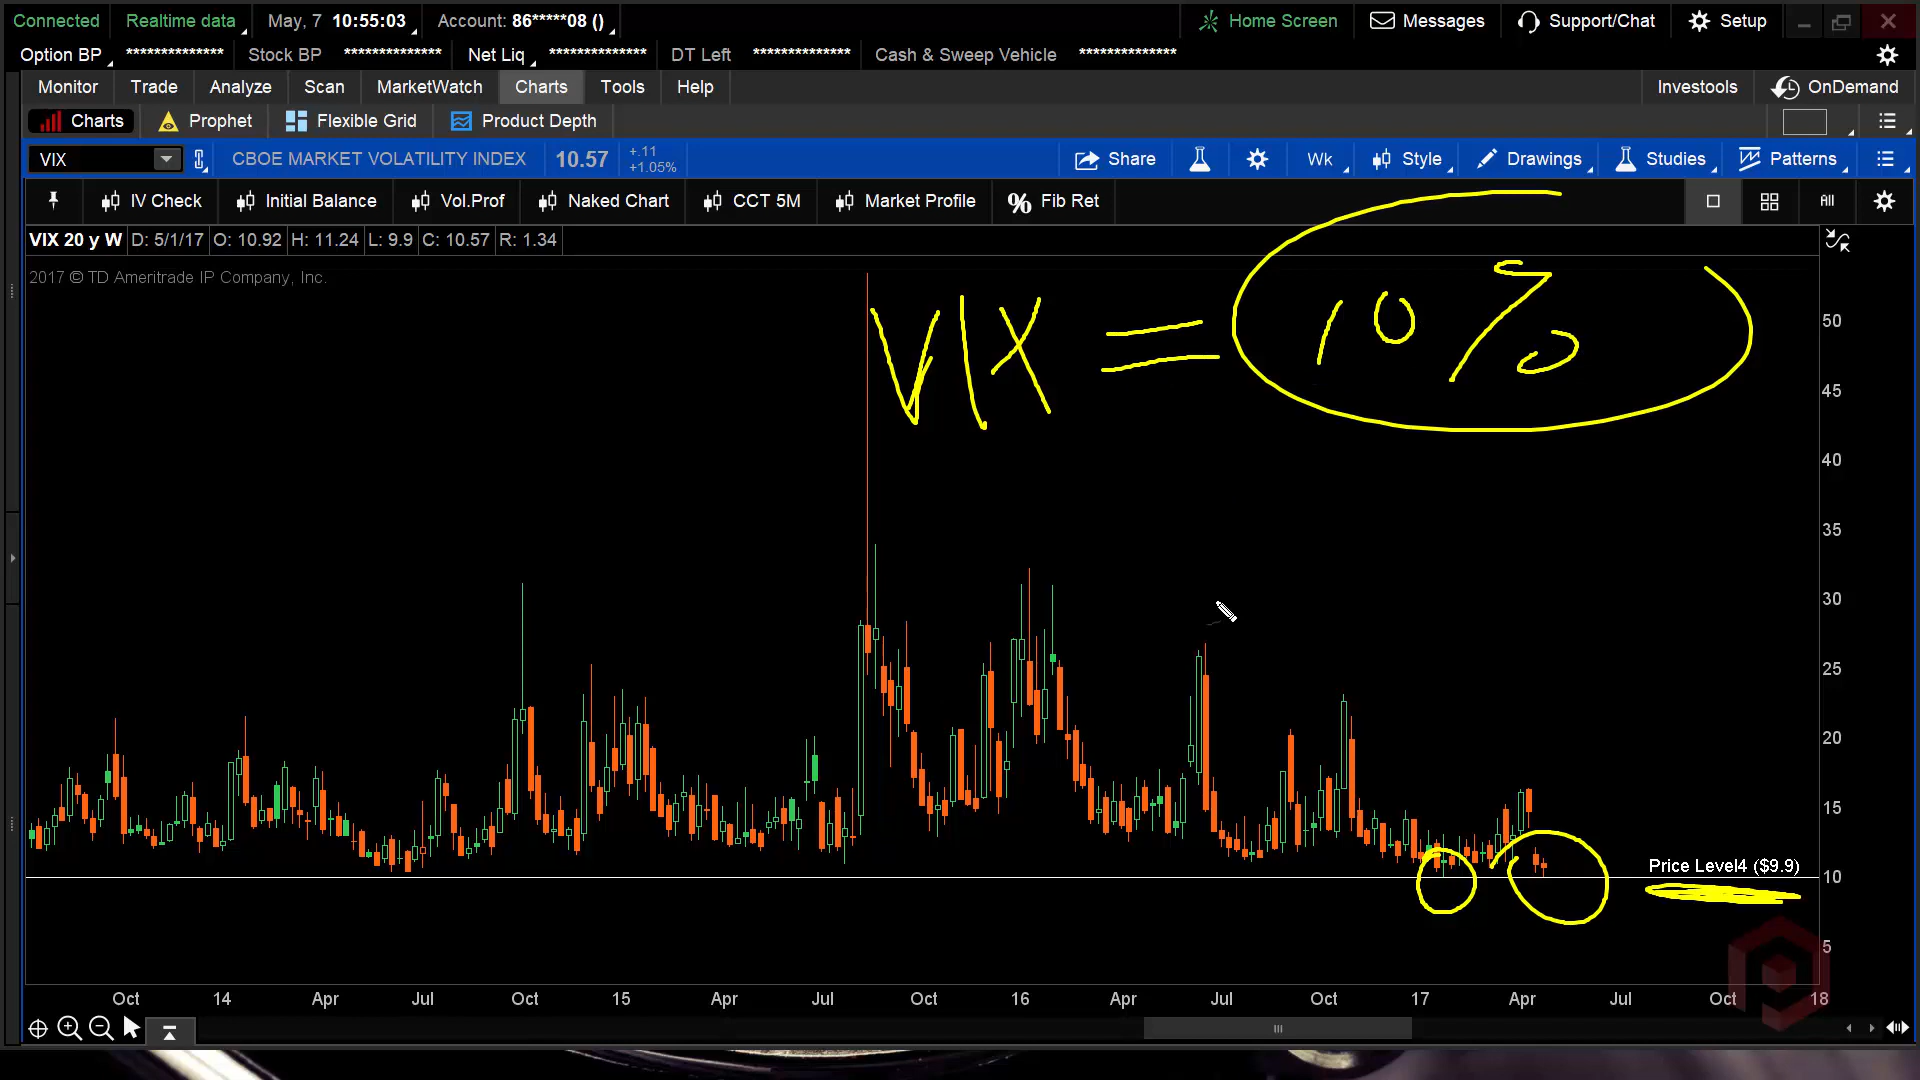 Connected Realtime data May, 7 10:55:03 Account: 86*****08 () Home Screen Messages Support/Chat Setup
Option BP ************** Stock BP ************** Net Liq ************** DT Left ************** Cash & Sweep Vehicle **************
Monitor Trade Analyze Scan MarketWatch Charts Tools Help Investools OnDemand
Charts Prophet Flexible Grid Product Depth
VIX CBOE MARKET VOLATILITY INDEX 10.57 +.11 +1.05% Share Wk Style Drawings Studies Patterns
IV Check Initial Balance Vol.Prof Naked Chart CCT 5M Market Profile % Fib Ret All
VIX 20 y W D: 5/1/17 O: 10.92 H: 11.24 L: 9.9 C: 10.57 R: 1.34
2017 © TD Ameritrade IP Company, Inc.
VIX = 10%
50
45
40
35
30
25
20
15
Price Level4 ($9.9) 10
5
Oct 14 Apr Jul Oct 15 Apr Jul Oct 16 Apr Jul Oct 17 Apr Jul Oct 18